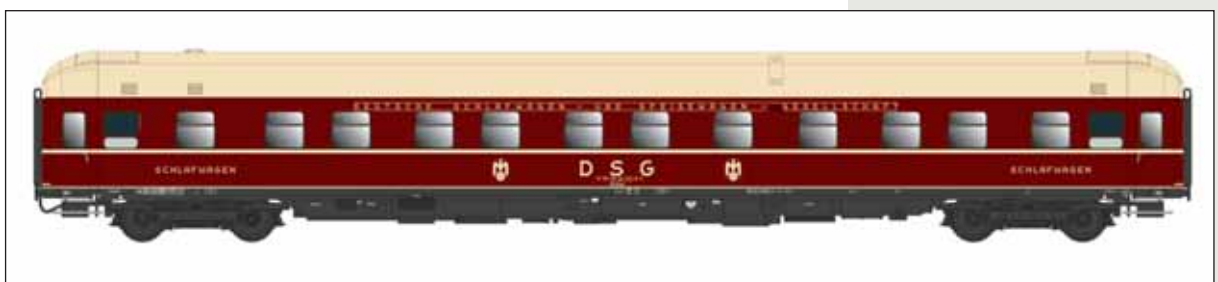 DEUTSCHE SCHLAFWAGEN - UND SPEISEWAGEN - GESELLSCHAFT
SCHLAFWAGEN
DSG
SCHLAFWAGEN